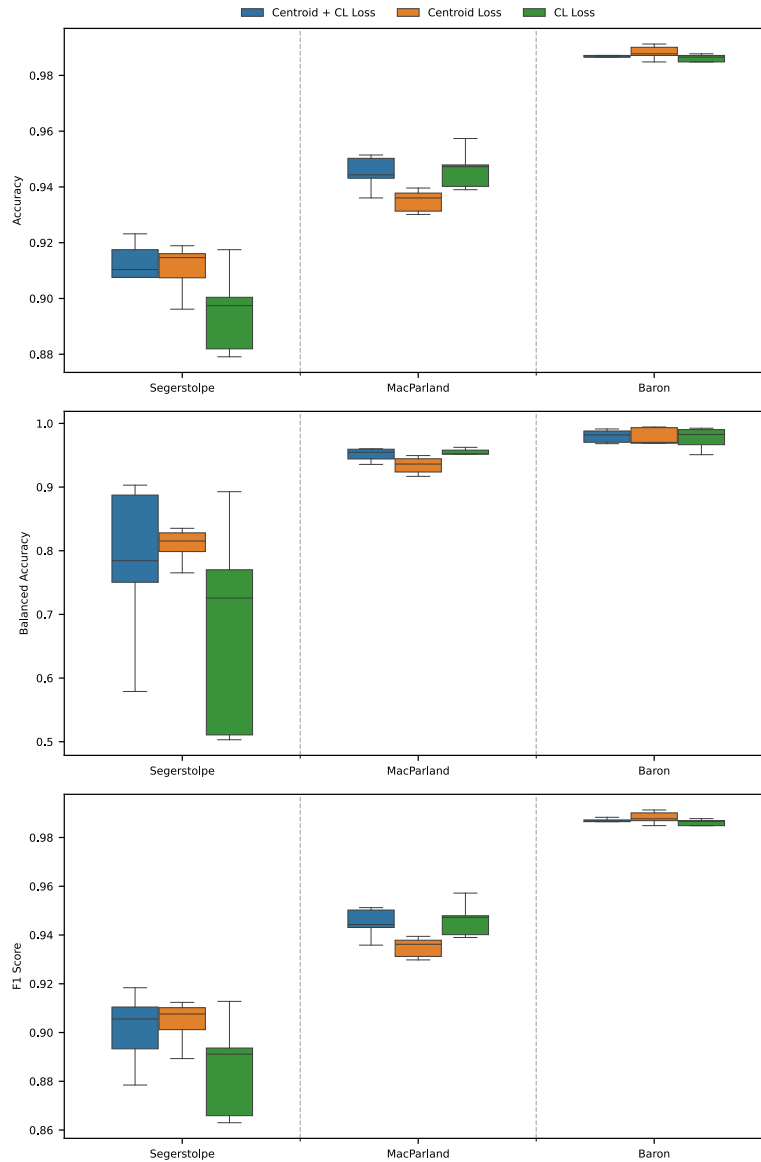 Centroid + CL Loss Centroid Loss CL Loss
0.98
0.96
0.94
0.92
0.90
0.88
Accuracy
Segerstolpe MacParland Baron
1.0
0.9
0.8
0.7
0.6
0.5
Balanced Accuracy
Segerstolpe MacParland Baron
0.98
0.96
0.94
0.92
0.90
0.88
0.86
F1 Score
Segerstolpe MacParland Baron